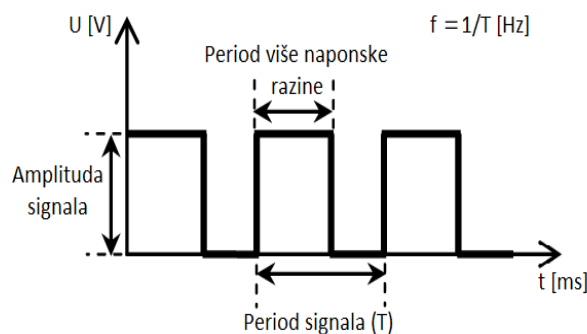 U [V]
f = 1/T [Hz]
Period više naponske
razine
Amplituda
signala
t [ms]
Period signala (T)